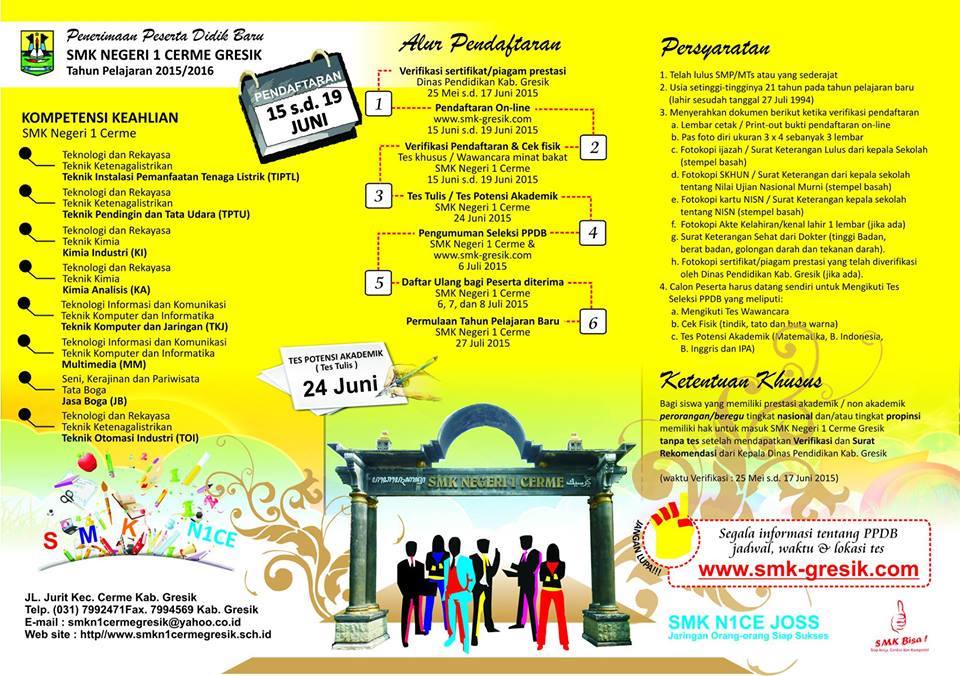 Penerimaan Peserta Didik Baru
SMK NEGERI 1 CERME GRESIK
Tahun Pelajaran 2015/2016
PENDAFTARAN
15 s.d. 19
JUNI
KOMPETENSI KEAHLIAN
SMK Negeri 1 Cerme
Teknologi dan Rekayasa
Teknik Ketenagalistrikan
Teknik Instalasi Pemanfaatan Tenaga Listrik (TIPTL)
Teknologi dan Rekayasa
Teknik Ketenagalistrikan
Teknik Pendingin dan Tata Udara (TPTU)
Teknologi dan Rekayasa
Teknik Kimia
Kimia Industri (KI)
Teknologi dan Rekayasa
Teknik Kimia
Kimia Analisis (KA)
Teknologi Informasi dan Komunikasi
Teknik Komputer dan Informatika
Teknik Komputer dan Jaringan (TKJ)
Teknologi Informasi dan Komunikasi
Teknik Komputer dan Informatika
Multimedia (MM)
Seni, Kerajinan dan Pariwisata
Tata Boga
Jasa Boga (JB)
Teknologi dan Rekayasa
Teknik Ketenagalistrikan
Teknik Otomasi Industri (TOI)
SMK N1CE
JL. Jurit Kec. Cerme Kab. Gresik
Telp. (031) 7992471Fax. 7994569 Kab. Gresik
E-mail : smkn1cermegresik@yahoo.co.id
Web site : http//www.smkn1cermegresik.sch.id
Alur Pendaftaran
1
Verifikasi sertifikat/piagam prestasi
Dinas Pendidikan Kab. Gresik
25 Mei s.d. 17 Juni 2015
Pendaftaran On-line
www.smk-gresik.com
15 Juni s.d. 19 Juni 2015
2
Verifikasi Pendaftaran & Cek fisik
Tes khusus / Wawancara minat bakat
SMK Negeri 1 Cerme
15 Juni s.d. 19 Juni 2015
3
Tes Tulis / Tes Potensi Akademik
SMK Negeri 1 Cerme
24 Juni 2015
4
Pengumuman Seleksi PPDB
SMK Negeri 1 Cerme &
www.smk-gresik.com
6 Juli 2015
5
Daftar Ulang bagi Peserta diterima
SMK Negeri 1 Cerme
6, 7, dan 8 Juli 2015
6
Permulaan Tahun Pelajaran Baru
SMK Negeri 1 Cerme
27 Juli 2015
TES POTENSI AKADEMIK
( Tes Tulis )
24 Juni
SMK NEGERI 1 CERME
Persyaratan
1. Telah lulus SMP/MTs atau yang sederajat
2. Usia setinggi-tingginya 21 tahun pada tahun pelajaran baru
(lahir sesudah tanggal 27 Juli 1994)
3. Menyerahkan dokumen berikut ketika verifikasi pendaftaran
a. Lembar cetak / Print-out bukti pendaftaran on-line
b. Pas foto diri ukuran 3 x 4 sebanyak 3 lembar
c. Fotokopi ijazah / Surat Keterangan Lulus dari kepala Sekolah
(stempel basah)
d. Fotokopi SKHUN / Surat Keterangan dari kepala sekolah
tentang Nilai Ujian Nasional Murni (stempel basah)
e. Fotokopi kartu NISN / Surat Keterangan kepala sekolah
tentang NISN (stempel basah)
f. Fotokopi Akte Kelahiran/kenal lahir 1 lembar (jika ada)
g. Surat Keterangan Sehat dari Dokter (tinggi Badan,
berat badan, golongan darah dan tekanan darah).
h. Fotokopi sertifikat/piagam prestasi yang telah diverifikasi
oleh Dinas Pendidikan Kab. Gresik (jika ada).
4. Calon Peserta harus datang sendiri untuk Mengikuti Tes
Seleksi PPDB yang meliputi:
a. Mengikuti Tes Wawancara
b. Cek Fisik (tindik, tato dan buta warna)
c. Tes Potensi Akademik (Matematika, B. Indonesia,
B. Inggris dan IPA)
Ketentuan Khusus
Bagi siswa yang memiliki prestasi akademik / non akademik
perorangan/beregu tingkat nasional dan/atau tingkat propinsi
memiliki hak untuk masuk SMK Negeri 1 Cerme Gresik
tanpa tes setelah mendapatkan Verifikasi dan Surat
Rekomendasi dari Kepala Dinas Pendidikan Kab. Gresik
(waktu Verifikasi : 25 Mei s.d. 17 Juni 2015)
JANGAN LUPA!!!
Segala informasi tentang PPDB
jadwal, waktu & lokasi tes
www.smk-gresik.com
SMK N1CE JOSS
Jaringan Orang-orang Siap Sukses
SMK Bisa!